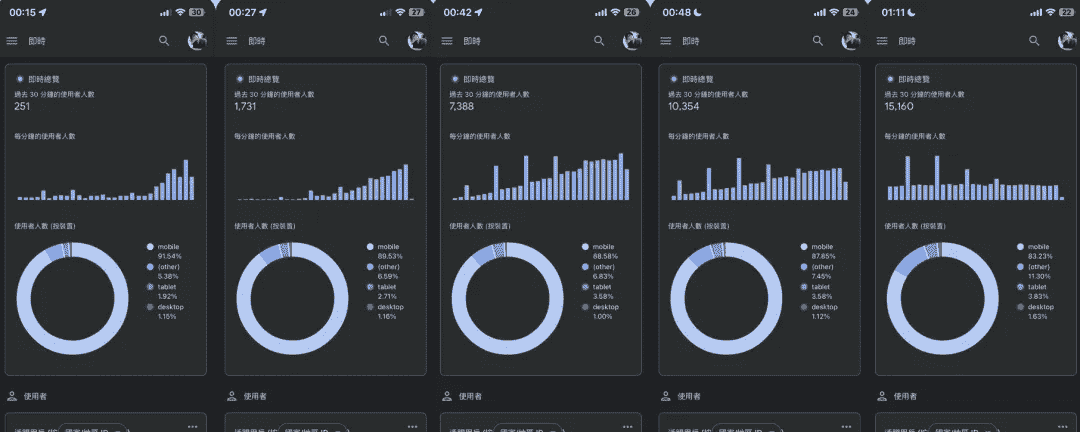 00:15
30
即時
即時總覽
過去 30 分鐘的使用者人數
251
每分鐘的使用者人數
使用者人數 (按裝置)
mobile
91.54%
(other)
5.38%
tablet
1.92%
desktop
1.15%
使用者
00:27
27
即時
即時總覽
過去 30 分鐘的使用者人數
1,731
每分鐘的使用者人數
使用者人數 (按裝置)
mobile
89.53%
(other)
6.59%
tablet
2.71%
desktop
1.16%
使用者
00:42
26
即時
即時總覽
過去 30 分鐘的使用者人數
7,388
每分鐘的使用者人數
使用者人數 (按裝置)
mobile
88.58%
(other)
6.83%
tablet
3.58%
desktop
1.00%
使用者
00:48
24
即時
即時總覽
過去 30 分鐘的使用者人數
10,354
每分鐘的使用者人數
使用者人數 (按裝置)
mobile
87.85%
(other)
7.45%
tablet
3.58%
desktop
1.12%
使用者
01:11
22
即時
即時總覽
過去 30 分鐘的使用者人數
15,160
每分鐘的使用者人數
使用者人數 (按裝置)
mobile
83.23%
(other)
11.30%
tablet
3.83%
desktop
1.63%
使用者